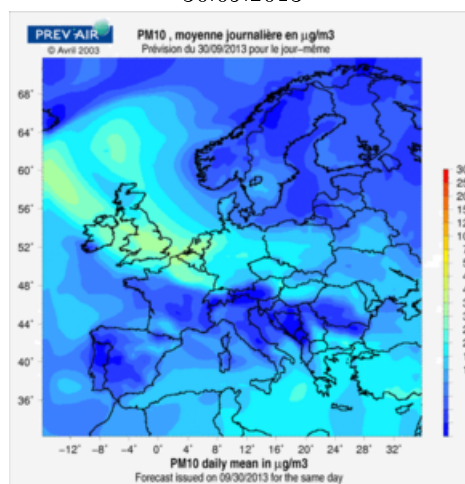 PREV'AIR
© Avril 2003
PM10 , moyenne journalière en µg/m3
Prévision du 30/09/2013 pour le jour−même
68°
64°
60°
56°
52°
48°
44°
40°
36°
−12° −8° −4° 0° 4° 8° 12° 16° 20° 24° 28° 32°
PM10 daily mean in µg/m3
Forecast issued on 09/30/2013 for the same day